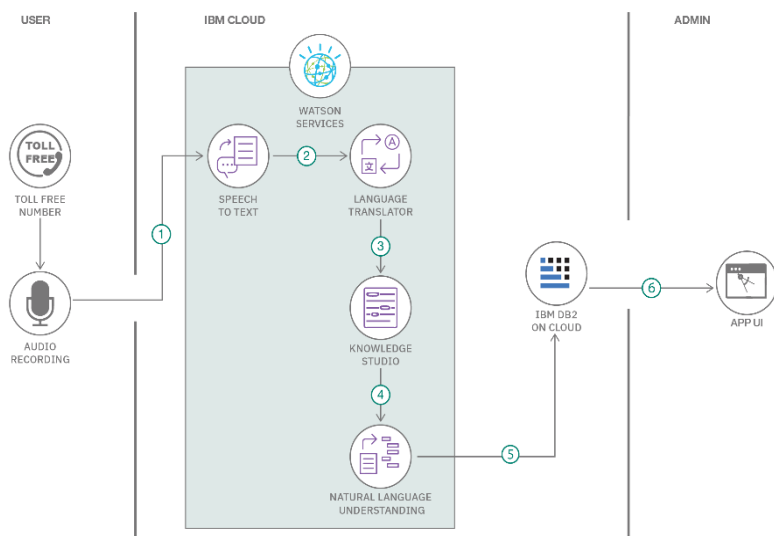 USER
IBM CLOUD
ADMIN
WATSON
SERVICES
TOLL
FREE
TOLL FREE
NUMBER
SPEECH
TO TEXT
2
A
文
LANGUAGE
TRANSLATOR
1
3
AUDIO
RECORDING
KNOWLEDGE
STUDIO
IBM DB2
ON CLOUD
6
APP UI
4
NATURAL LANGUAGE
UNDERSTANDING
5